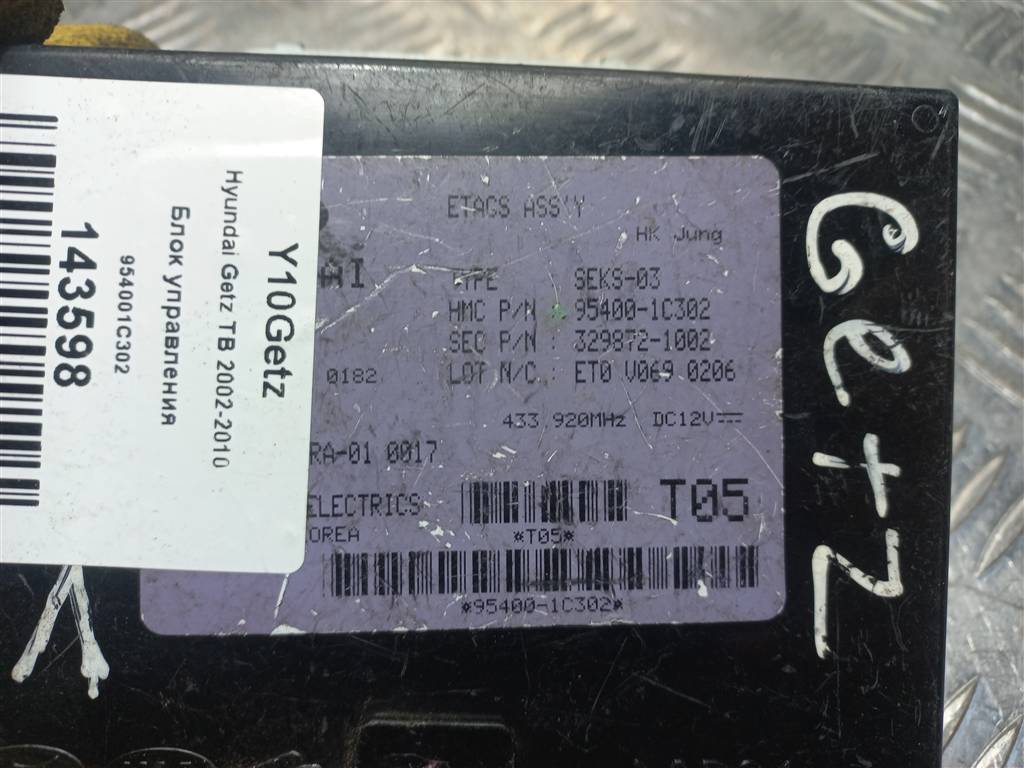 Y10Getz
Hyundai Getz TB 2002-2010
Блок управления
954001C302
143598
ETACS ASS'Y
HK Jung
TYPE SEKS-03
HMC P/N : 95400-1C302
SEC P/N : 329872-1002
LOT N/C. : ET0 V069 0206
0182
433.920MHz DC12V
RA-01 0017
ELECTRICS
OREA
T05
*T05*
*95400-1C302*
Getz